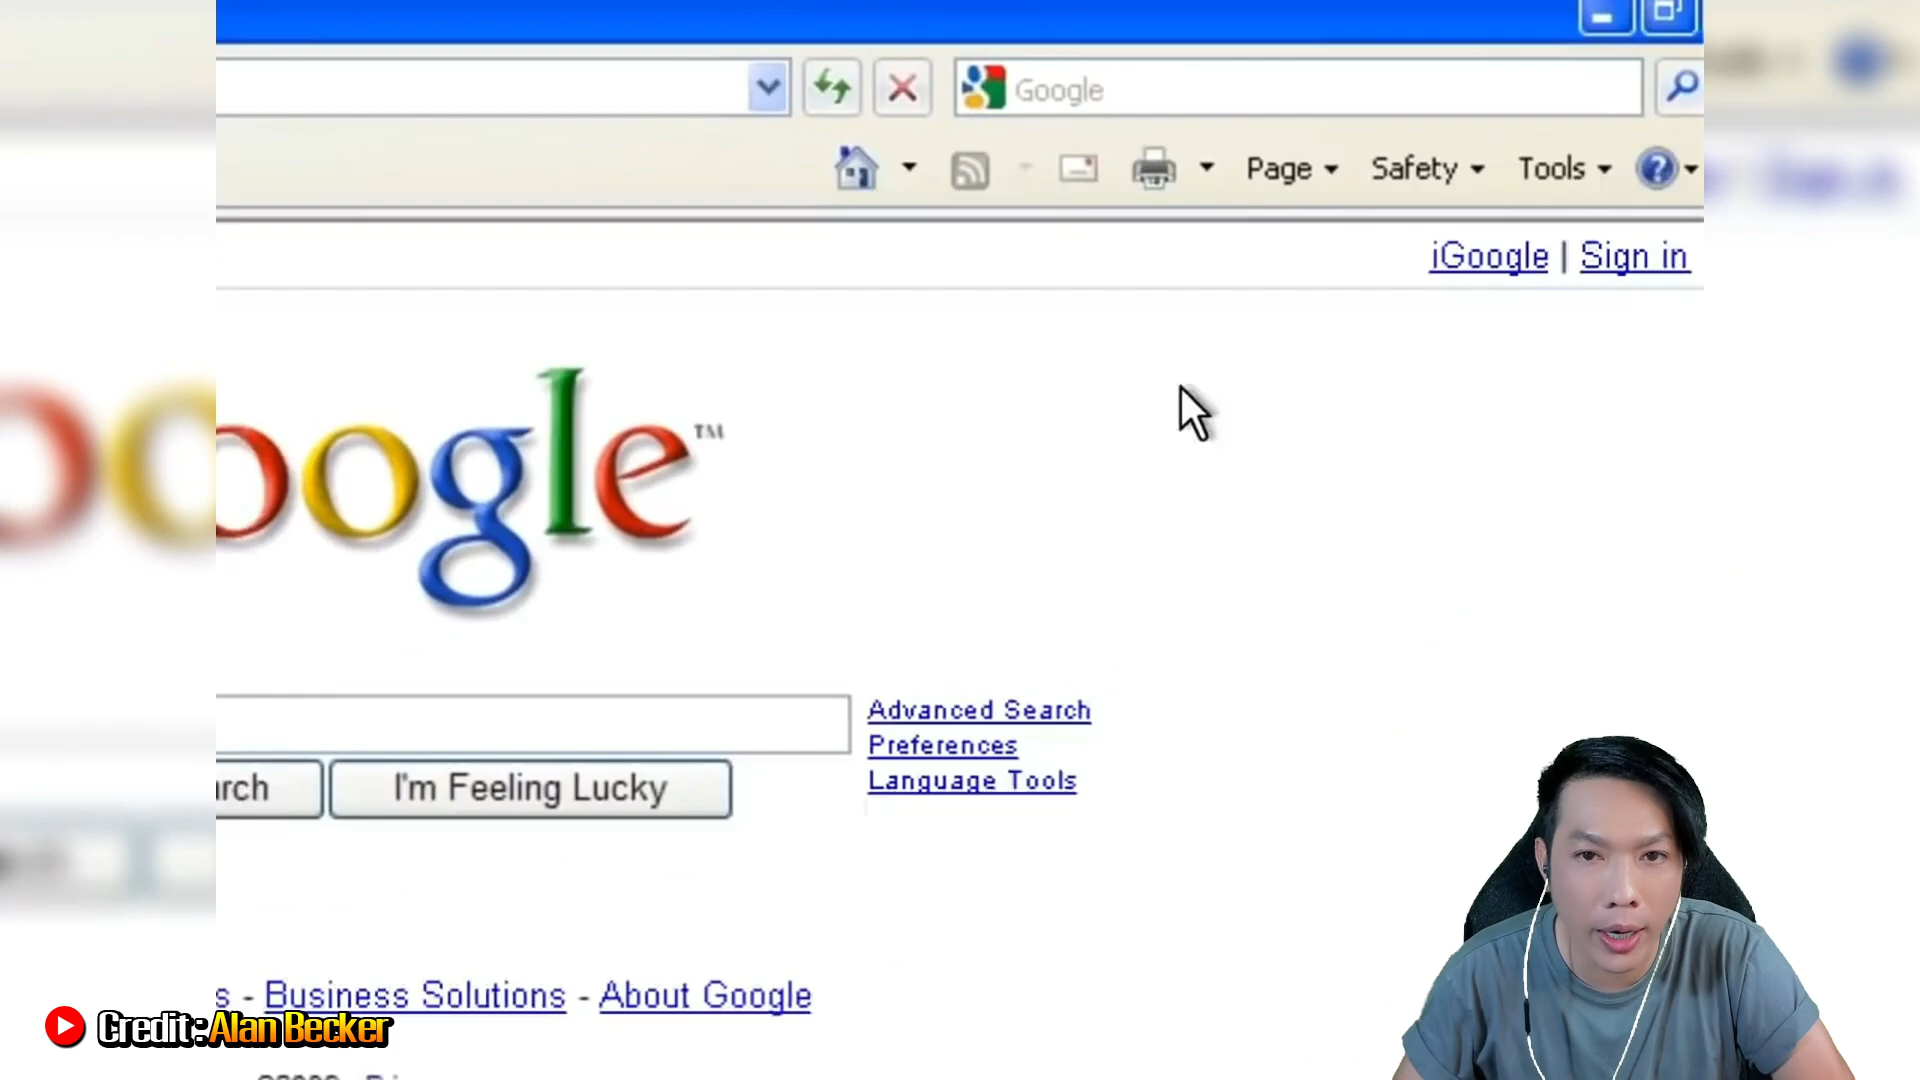 Google
Page Safety Tools
iGoogle | Sign in
oogle™
Advanced Search
Preferences
Language Tools
rch I'm Feeling Lucky
s - Business Solutions - About Google
Credit : Alan Becker